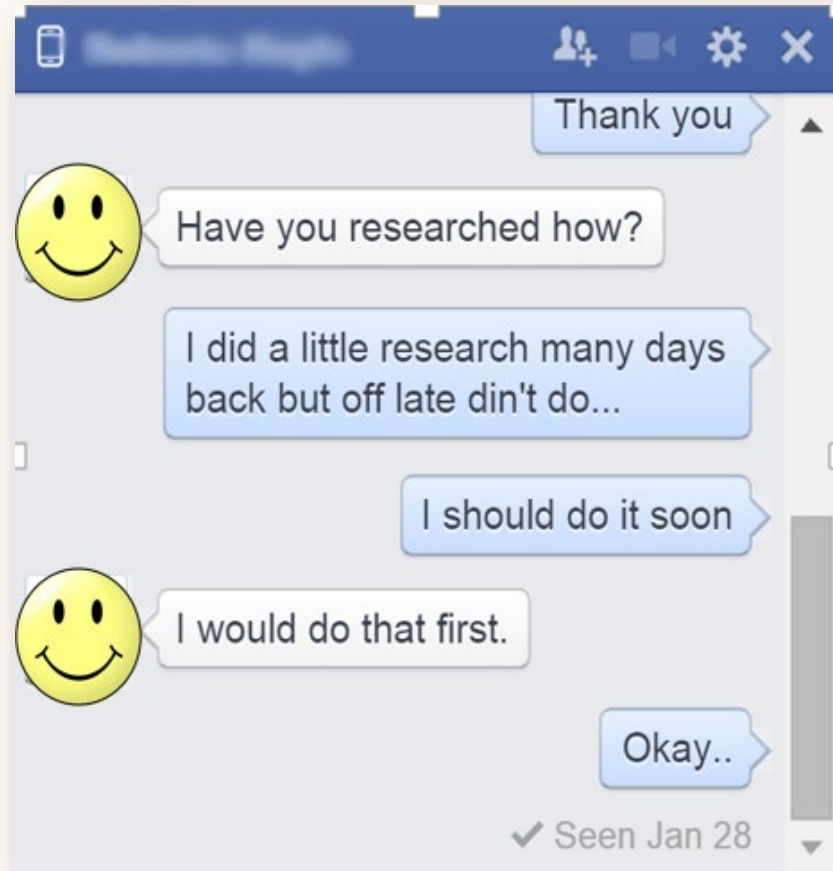 Thank you
Have you researched how?
I did a little research many days
back but off late din't do...
I should do it soon
I would do that first.
Okay..
Seen Jan 28